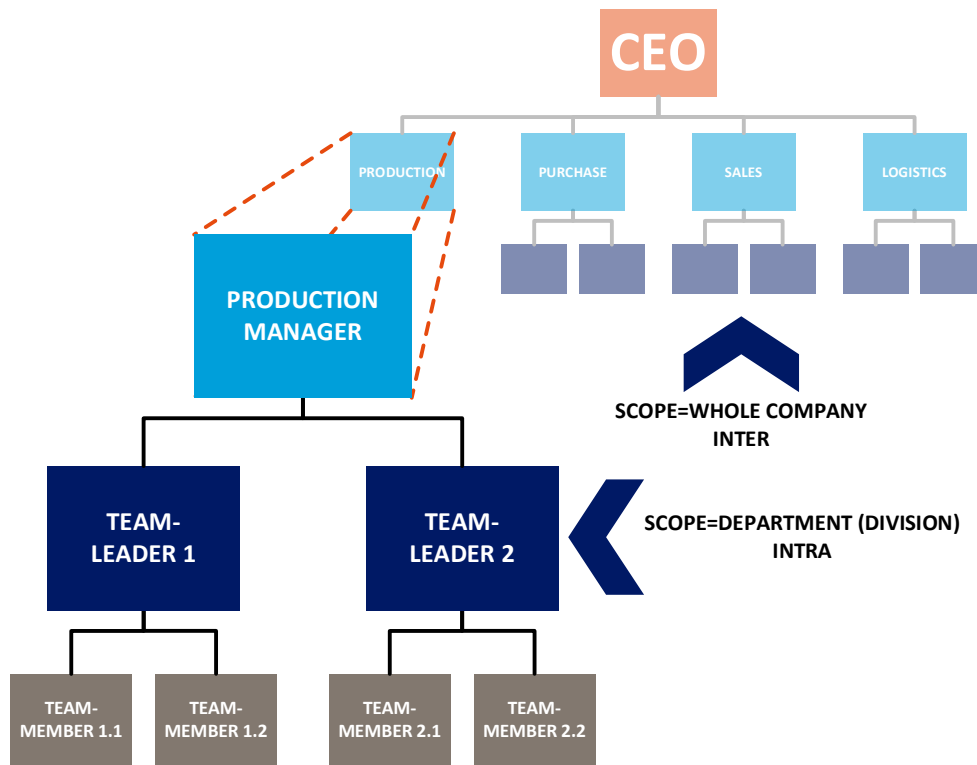 CEO
PRODUCTION
PURCHASE
SALES
LOGISTICS
PRODUCTION
MANAGER
SCOPE=WHOLE COMPANY
INTER
TEAM-
LEADER 1
TEAM-
LEADER 2
SCOPE=DEPARTMENT (DIVISION)
INTRA
TEAM-
MEMBER 1.1
TEAM-
MEMBER 1.2
TEAM-
MEMBER 2.1
TEAM-
MEMBER 2.2